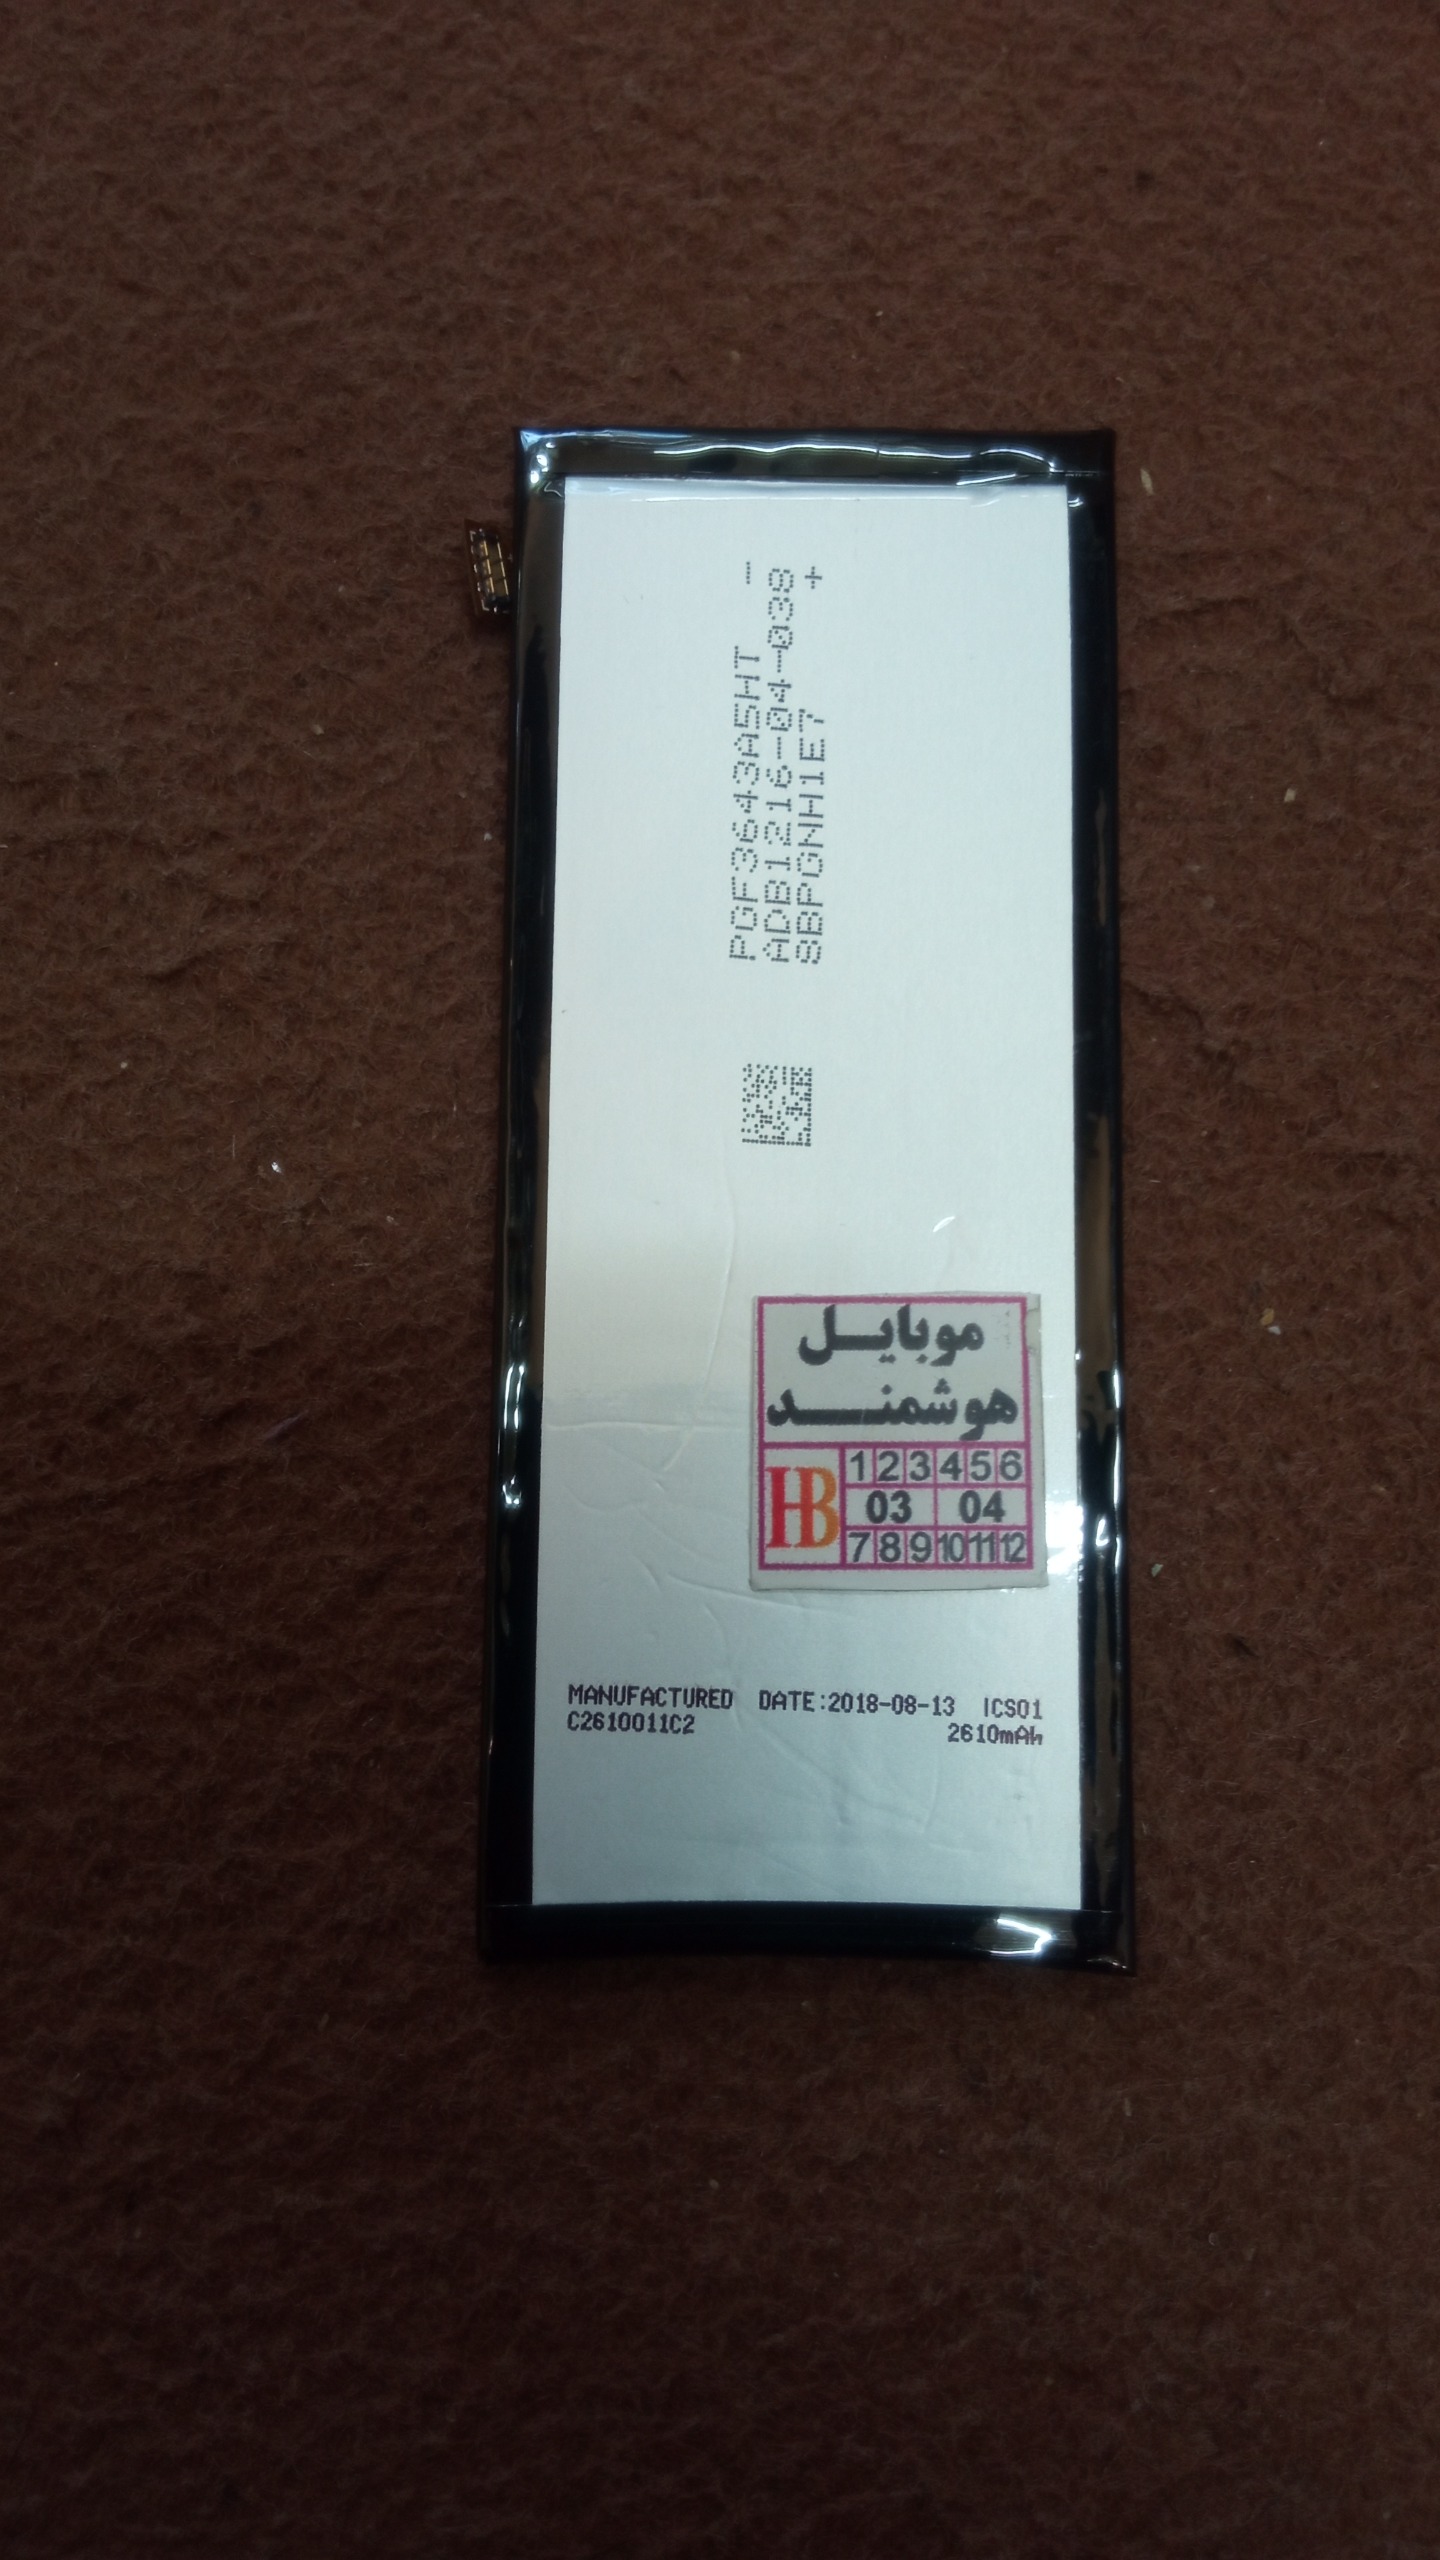 PGF3643A5HT -
ADB1216-04-038
SBPGNH1E7 +
موبایل
هوشمند
HB
1 2 3 4 5 6
03 04
7 8 9 10 11 12
MANUFACTURED DATE:2018-08-13 ICS01
C2610011C2 2610mAh